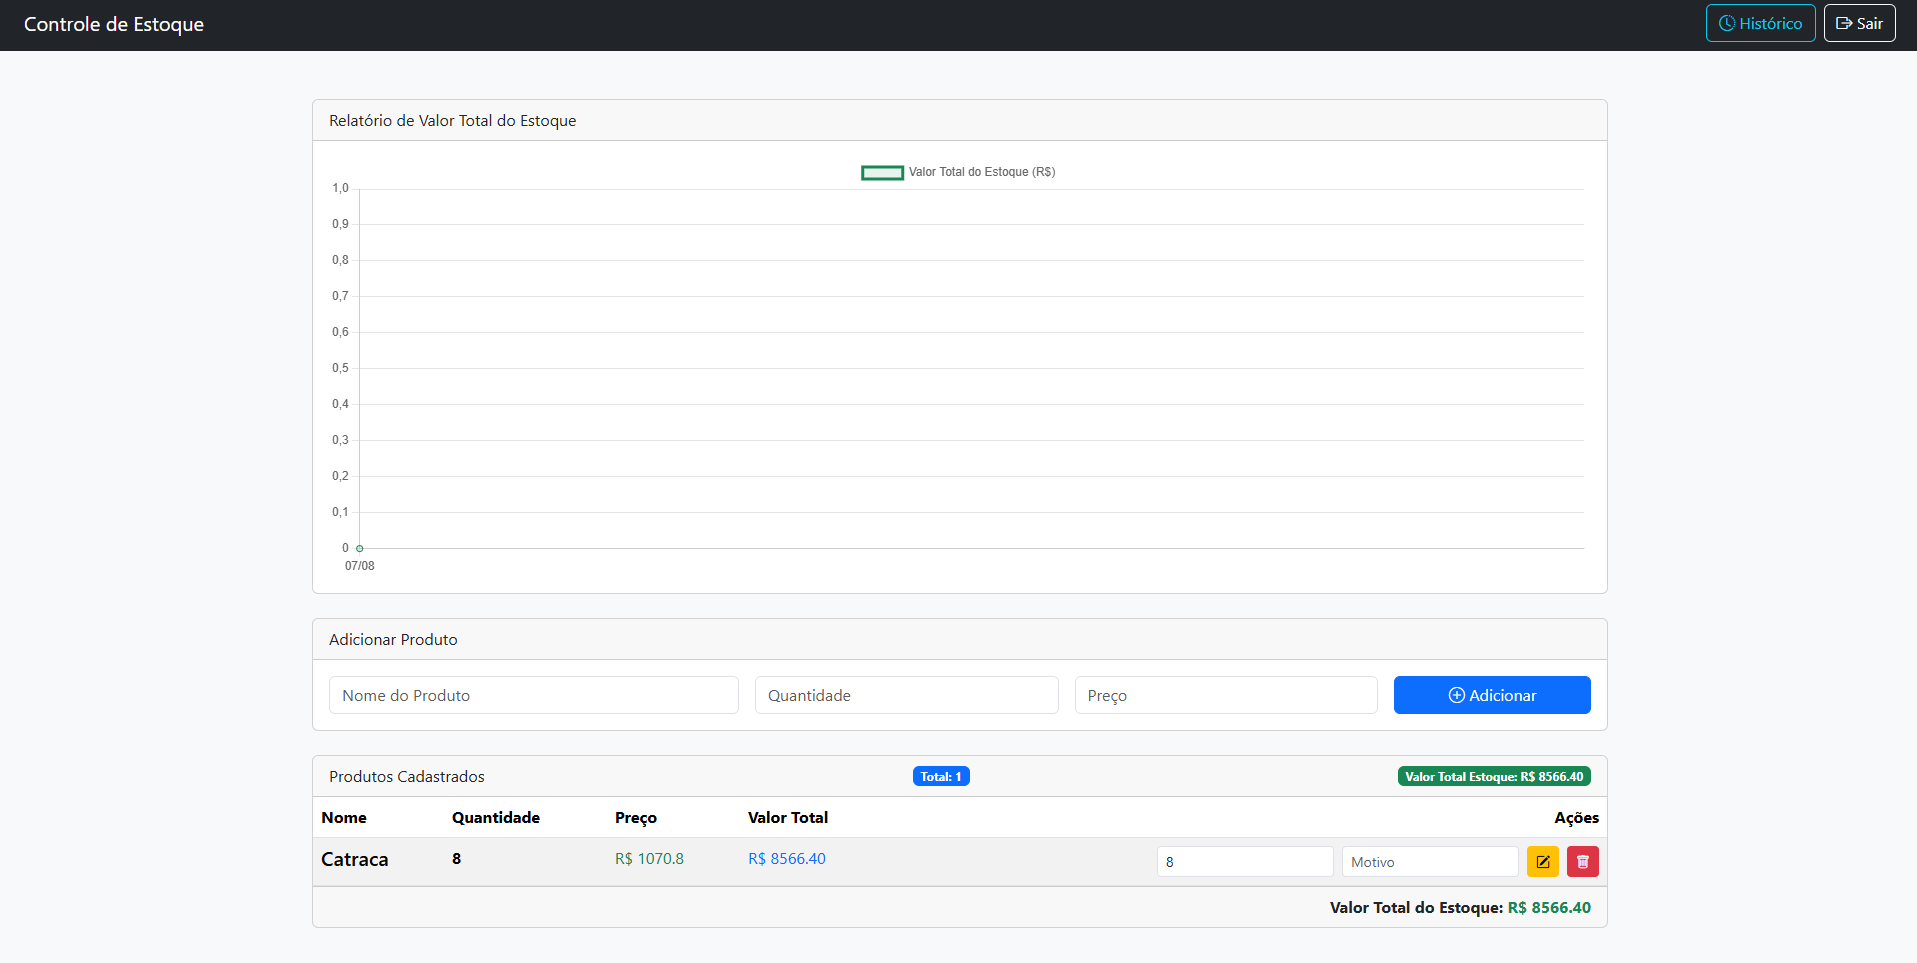 Controle de Estoque
Histórico
Sair
Relatório de Valor Total do Estoque
Valor Total do Estoque (R$)
1,0
0,9
0,8
0,7
0,6
0,5
0,4
0,3
0,2
0,1
0
07/08
Adicionar Produto
Nome do Produto Quantidade Preço Adicionar
Produtos Cadastrados Total: 1 Valor Total Estoque: R$ 8566.40
Nome Quantidade Preço Valor Total Ações
Catraca 8 R$ 1070.8 R$ 8566.40 8 Motivo
Valor Total do Estoque: R$ 8566.40